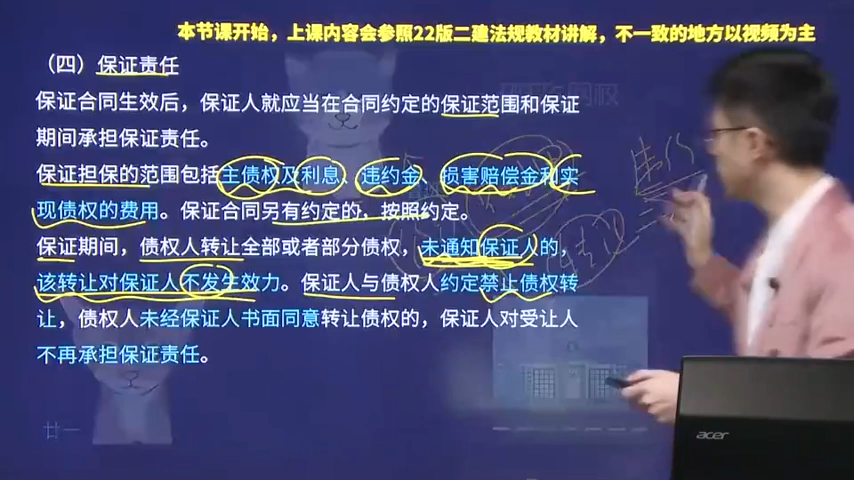 本节课开始，上课内容会参照22版二建法规教材讲解，不一致的地方以视频为主
（四）保证责任
保证合同生效后，保证人就应当在合同约定的保证范围和保证
期间承担保证责任。
保证担保的范围包括主债权及利息、违约金、损害赔偿金和实
现债权的费用。保证合同另有约定的，按照约定。
保证期间，债权人转让全部或者部分债权，未通知保证人的，
该转让对保证人不发生效力。保证人与债权人约定禁止债权转
让，债权人未经保证人书面同意转让债权的，保证人对受让人
不再承担保证责任。
廿一
acer